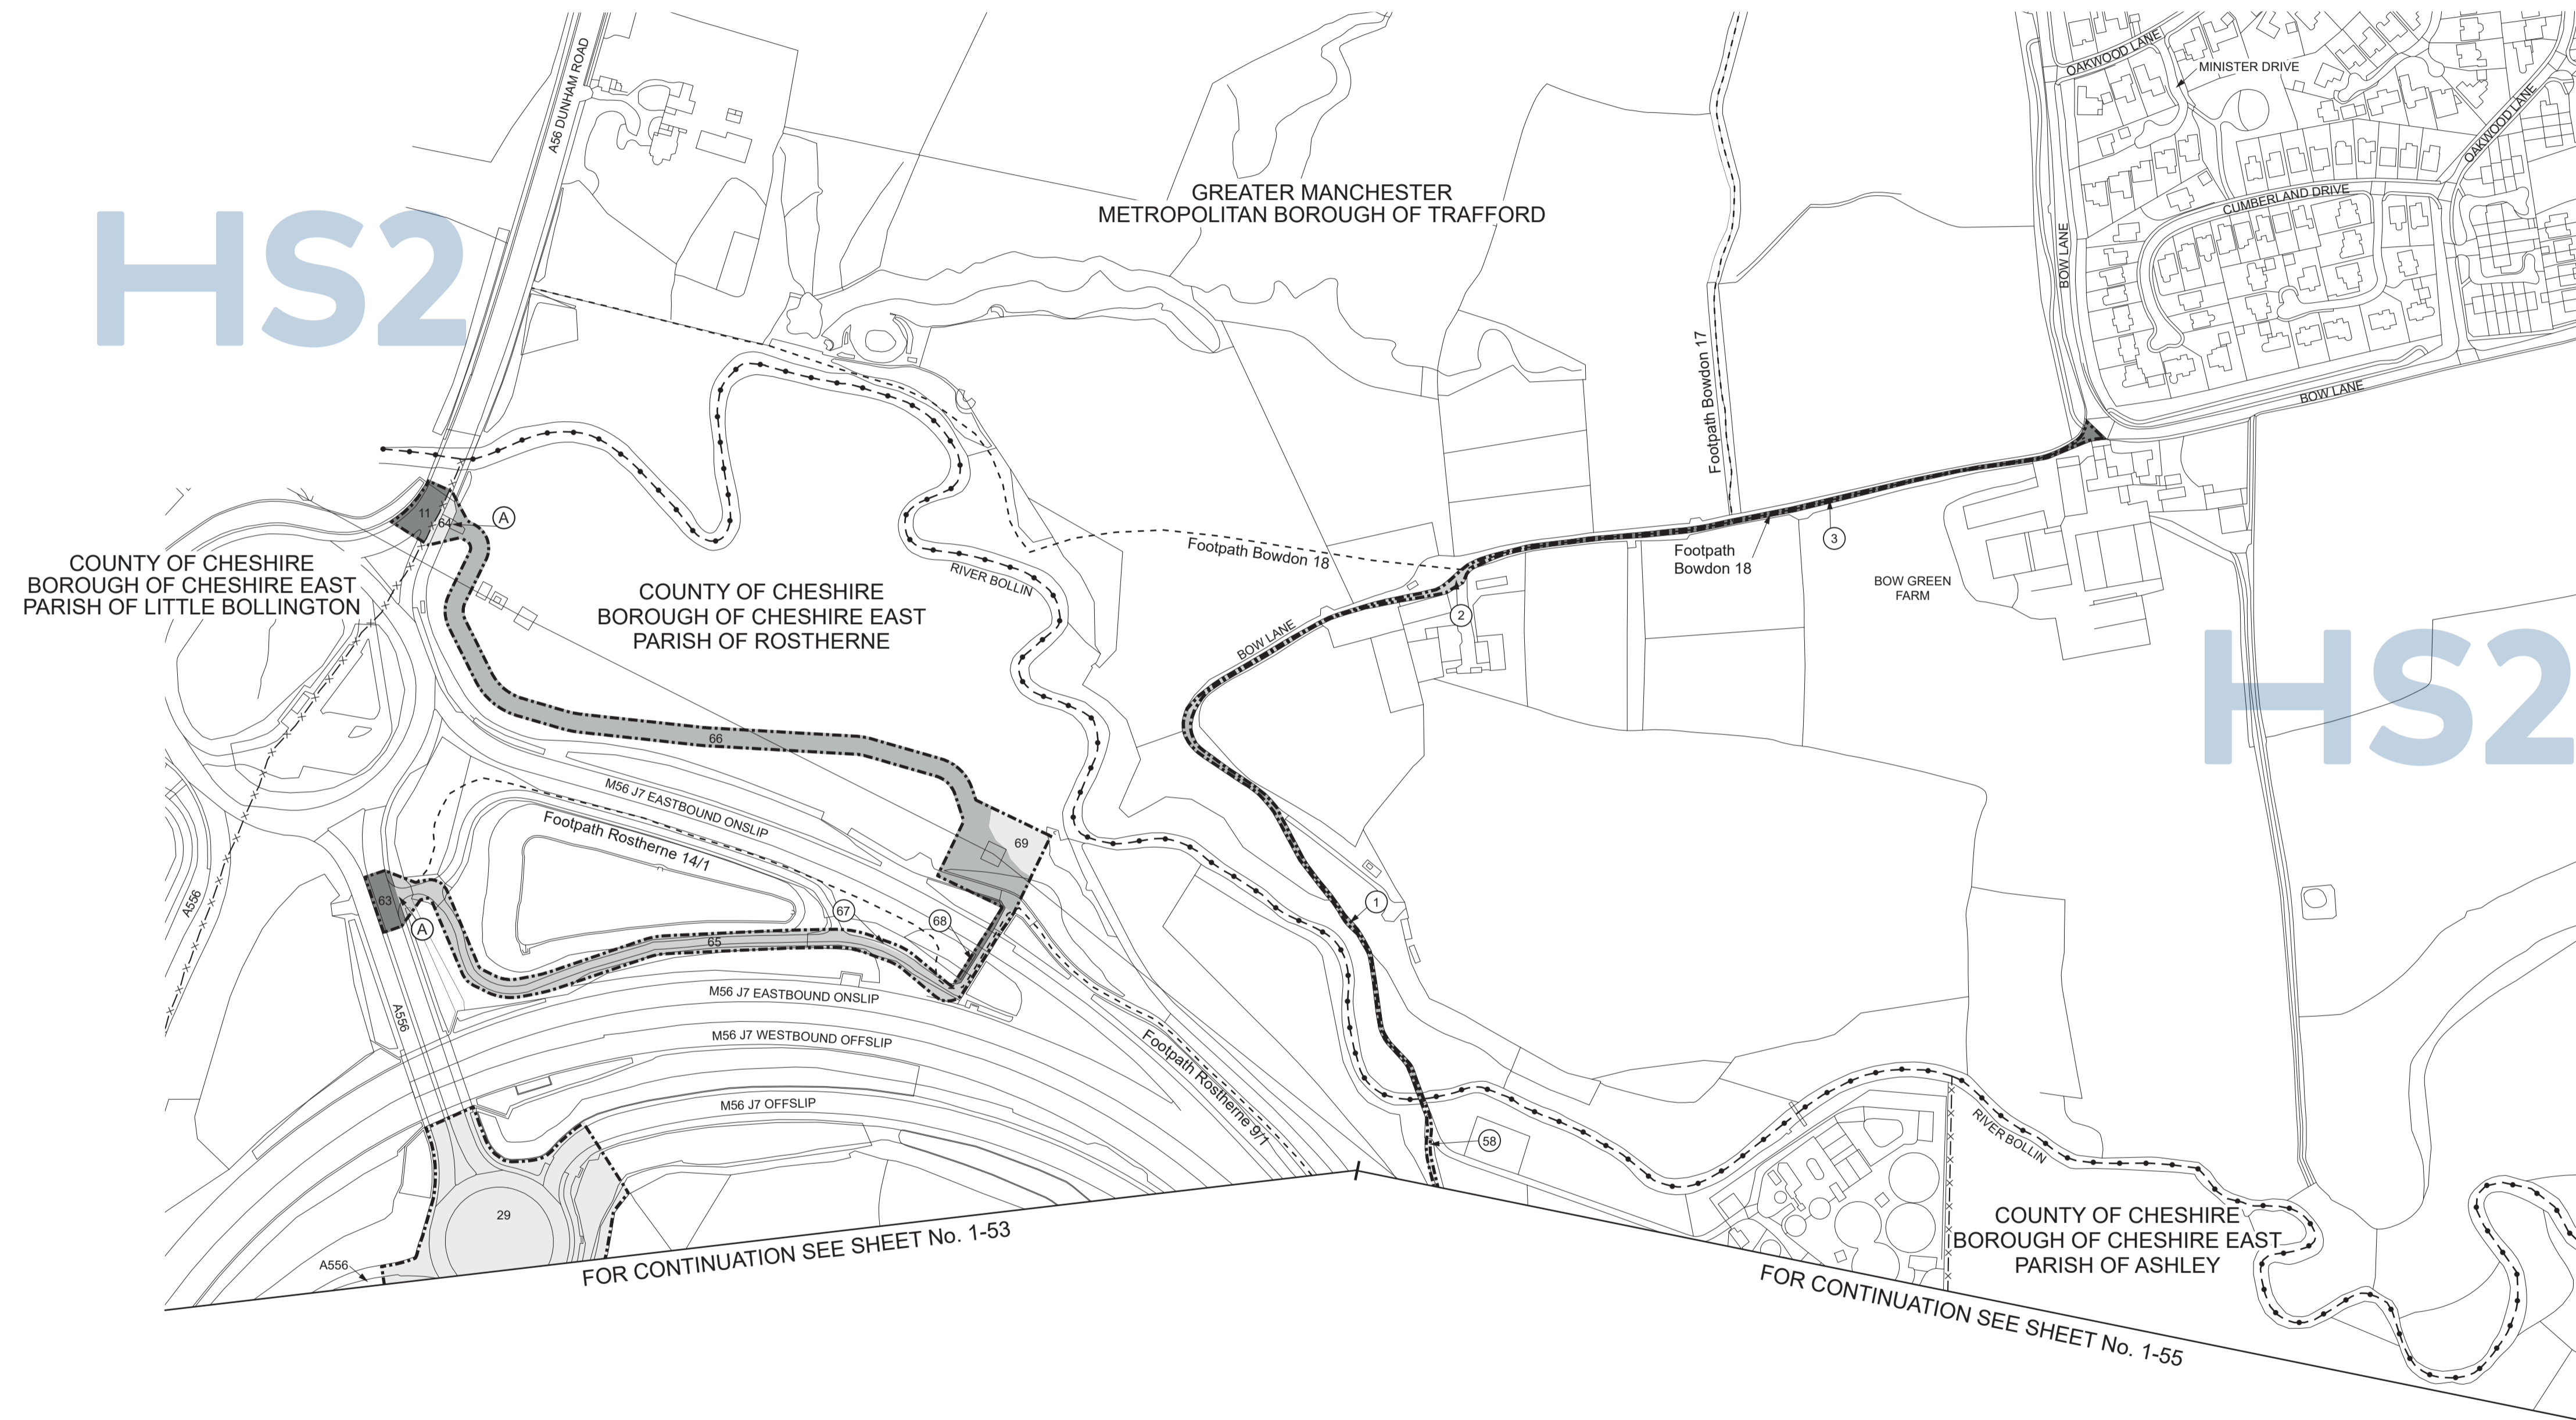 A56 DUNHAM ROAD
OAKWOOD LANE
MINISTER DRIVE
OAKWOOD LANE
CUMBERLAND DRIVE
GREATER MANCHESTER
METROPOLITAN BOROUGH OF TRAFFORD
HS2
BOW LANE
BOW LANE
Footpath Bowdon 17
11
64
A
3
COUNTY OF CHESHIRE
BOROUGH OF CHESHIRE EAST
PARISH OF LITTLE BOLLINGTON
COUNTY OF CHESHIRE
BOROUGH OF CHESHIRE EAST
PARISH OF ROSTHERNE
RIVER BOLLIN
Footpath Bowdon 18
Footpath
Bowdon 18
BOW GREEN
FARM
2
BOW LANE
HS2
66
M56 J7 EASTBOUND ONSLIP
Footpath Rostherne 14/1
69
A556
63
A
67
68
65
1
M56 J7 EASTBOUND ONSLIP
A556
M56 J7 WESTBOUND OFFSLIP
Footpath Rostherne 9/1
M56 J7 OFFSLIP
58
RIVER BOLLIN
29
A556
COUNTY OF CHESHIRE
BOROUGH OF CHESHIRE EAST
PARISH OF ASHLEY
FOR CONTINUATION SEE SHEET No. 1-53
FOR CONTINUATION SEE SHEET No. 1-55